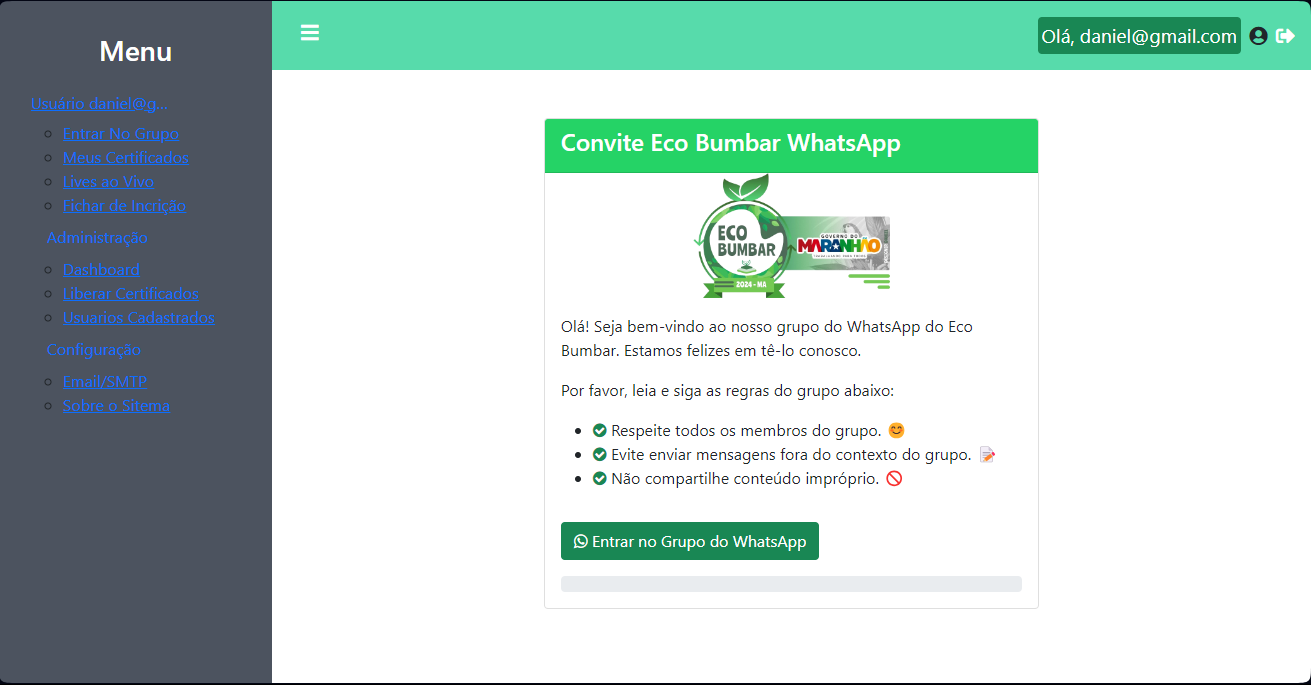 Menu
Olá, daniel@gmail.com
Usuário daniel@g...
Entrar No Grupo
Meus Certificados
Lives ao Vivo
Fichar de Incrição
Administração
Dashboard
Liberar Certificados
Usuarios Cadastrados
Configuração
Email/SMTP
Sobre o Sitema
Convite Eco Bumbar WhatsApp
ECO
BUMBAR
2024 - MA
GOVERNO DO
MARANHÃO
Olá! Seja bem-vindo ao nosso grupo do WhatsApp do Eco
Bumbar. Estamos felizes em tê-lo conosco.
Por favor, leia e siga as regras do grupo abaixo:
Respeite todos os membros do grupo. 😊
Evite enviar mensagens fora do contexto do grupo. 📝
Não compartilhe conteúdo impróprio. 🚫
Entrar no Grupo do WhatsApp